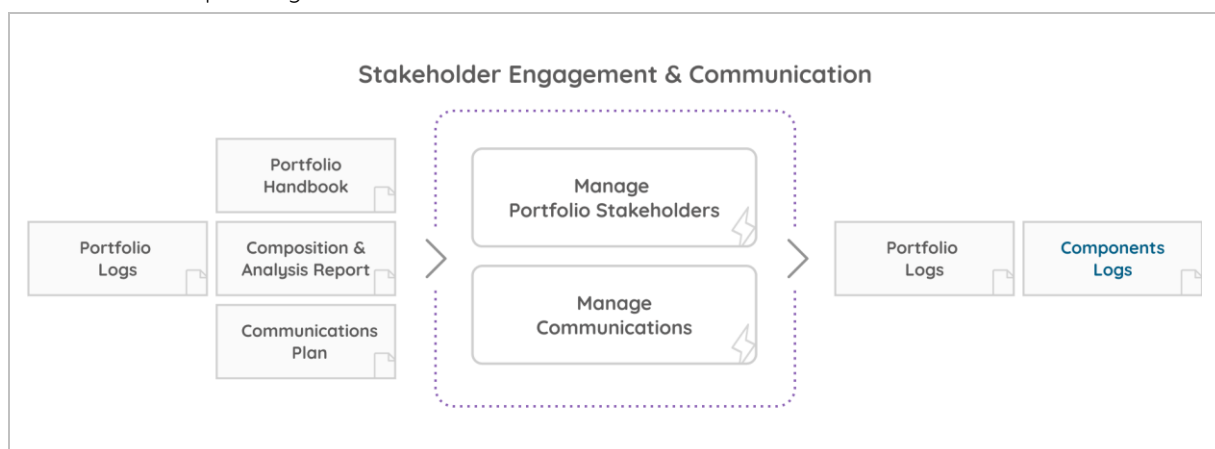 Stakeholder Engagement & Communication
Portfolio
Logs
Portfolio
Handbook
Composition &
Analysis Report
Communications
Plan
Manage
Portfolio Stakeholders
Manage
Communications
Portfolio
Logs
Components
Logs